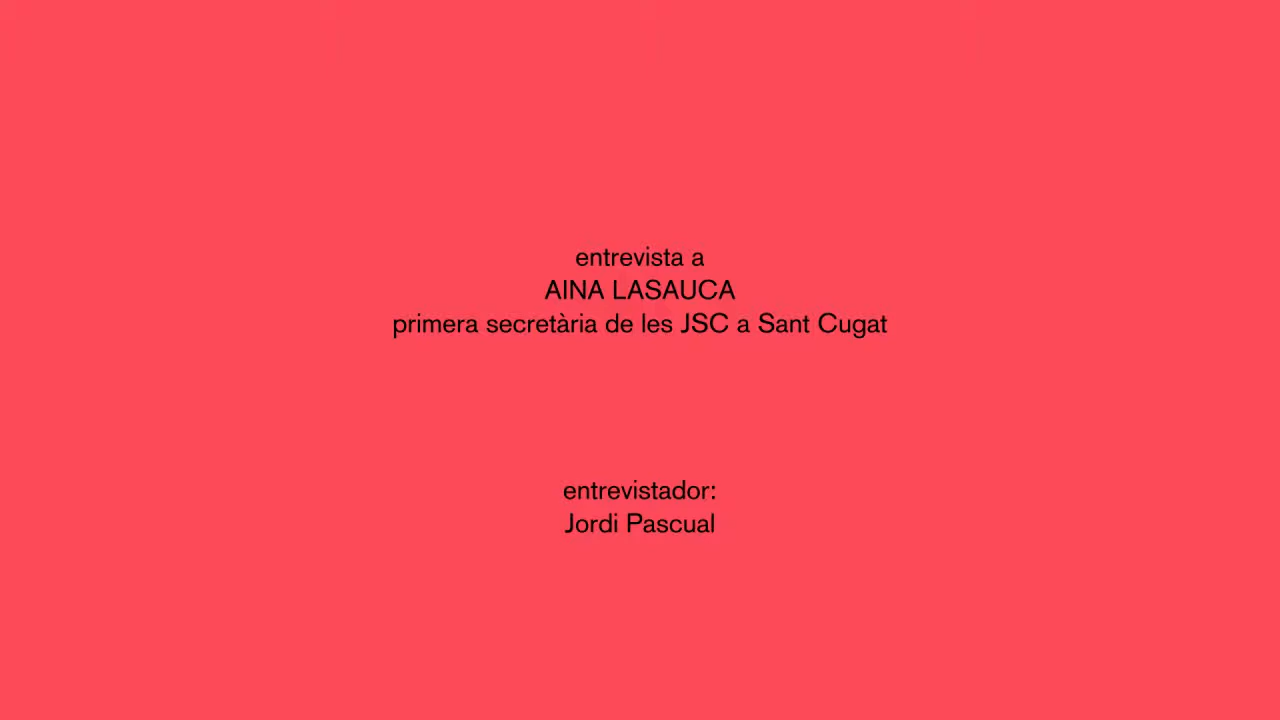 entrevista a
AINA LASAUCA
primera secretària de les JSC a Sant Cugat
entrevistador:
Jordi Pascual